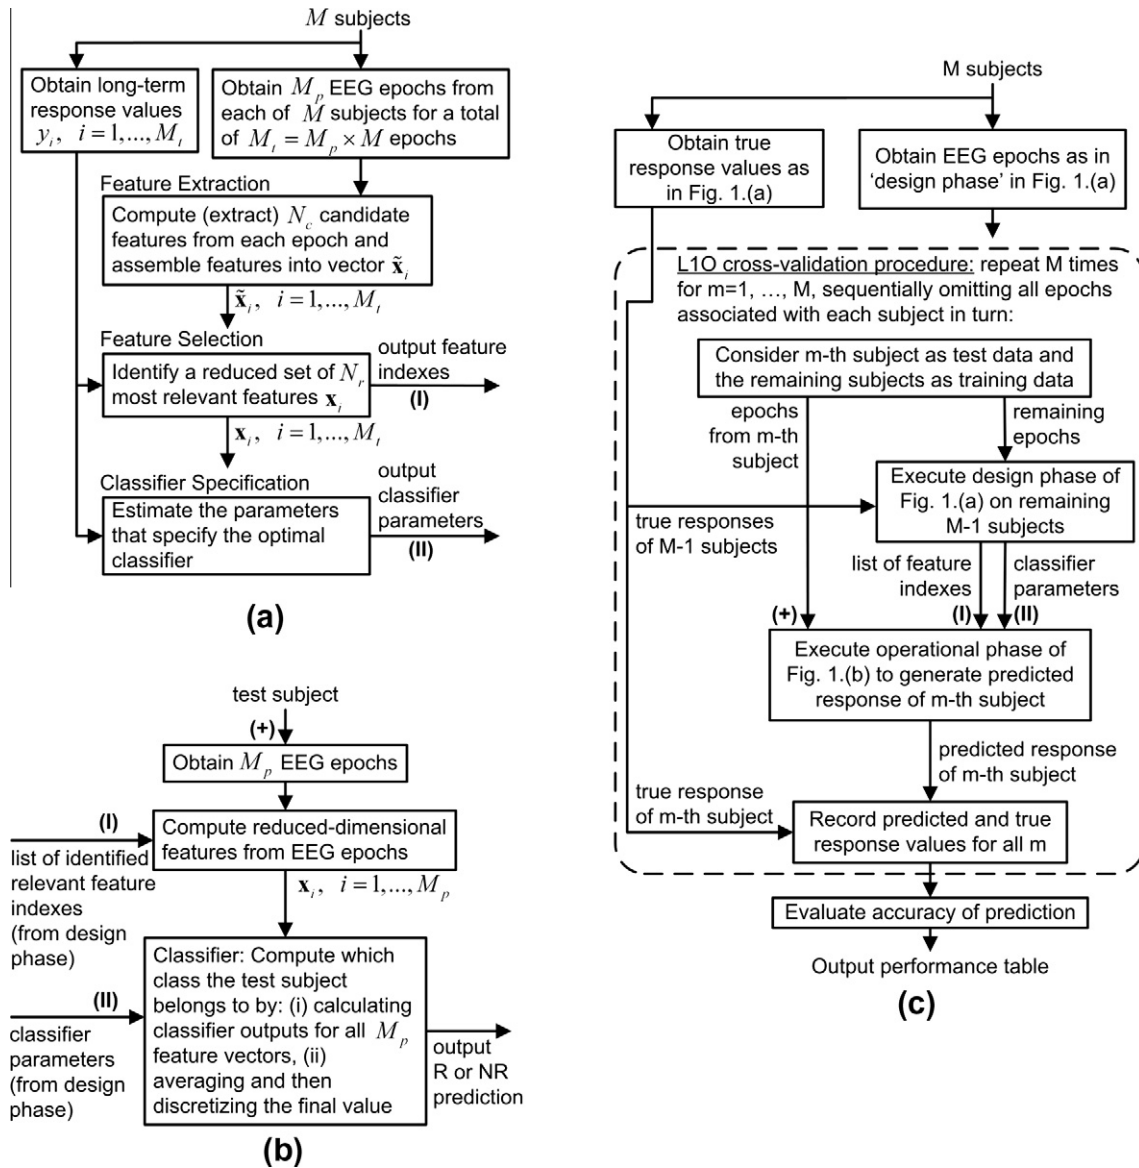 M subjects
Obtain long-term
response values
y_i, i = 1,..., M_t
Obtain M_p EEG epochs from
each of M subjects for a total
of M_t = M_p × M epochs
Feature Extraction
Compute (extract) N_c candidate
features from each epoch and
assemble features into vector x̃_i
x̃_i, i = 1,..., M_t
Feature Selection
Identify a reduced set of N_r
most relevant features x_i
output feature
indexes
(I)
x_i, i = 1,..., M_t
Classifier Specification
Estimate the parameters
that specify the optimal
classifier
output
classifier
parameters
(II)
(a)
test subject
(+)
Obtain M_p EEG epochs
(I)
list of identified
relevant feature
indexes
(from design
phase)
Compute reduced-dimensional
features from EEG epochs
x_i, i = 1,..., M_p
(II)
classifier
parameters
(from design
phase)
Classifier: Compute which
class the test subject
belongs to by: (i) calculating
classifier outputs for all M_p
feature vectors, (ii)
averaging and then
discretizing the final value
output
R or NR
prediction
(b)
M subjects
Obtain true
response values as
in Fig. 1.(a)
Obtain EEG epochs as in
‘design phase’ in Fig. 1.(a)
L1O cross-validation procedure: repeat M times
for m=1, …, M, sequentially omitting all epochs
associated with each subject in turn:
Consider m-th subject as test data and
the remaining subjects as training data
epochs
from m-th
subject
remaining
epochs
Execute design phase of
Fig. 1.(a) on remaining
M-1 subjects
true responses
of M-1 subjects
list of feature
indexes
classifier
parameters
(+)
(I)
(II)
Execute operational phase of
Fig. 1.(b) to generate predicted
response of m-th subject
predicted response
of m-th subject
true response
of m-th subject
Record predicted and true
response values for all m
Evaluate accuracy of prediction
Output performance table
(c)